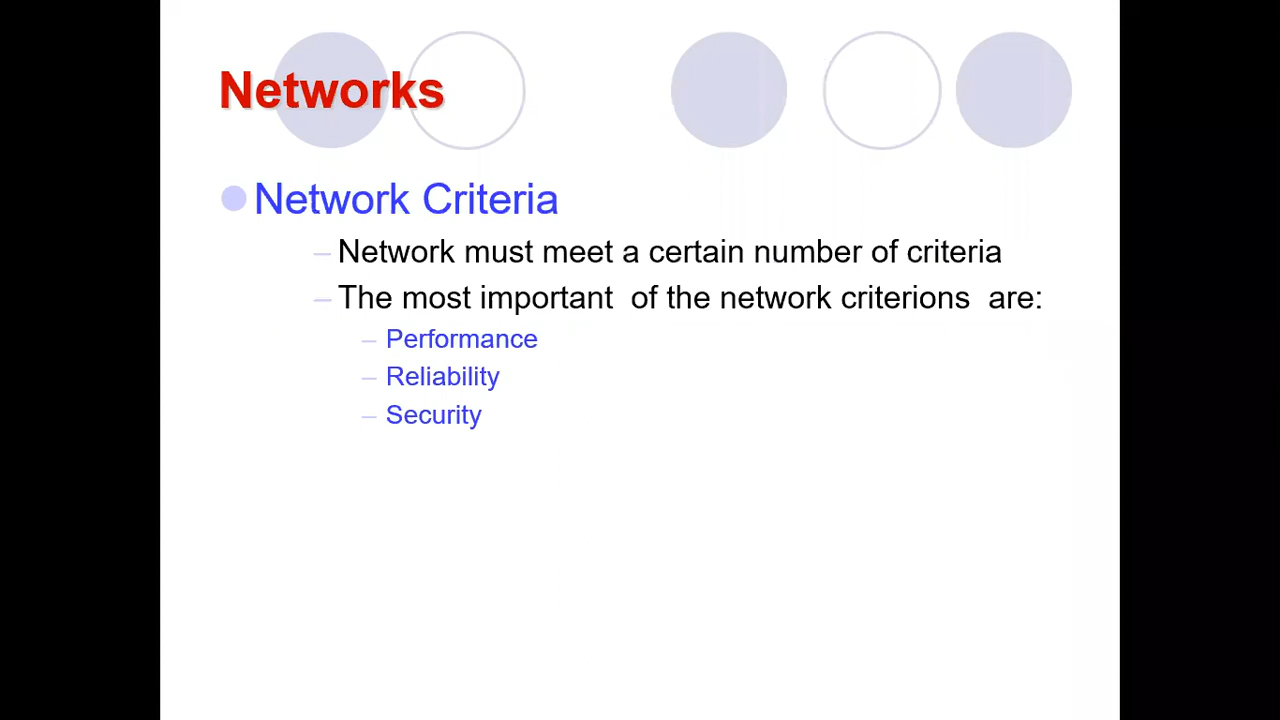 Networks
Network Criteria
– Network must meet a certain number of criteria
– The most important  of the network criterions  are:
– Performance
– Reliability
– Security